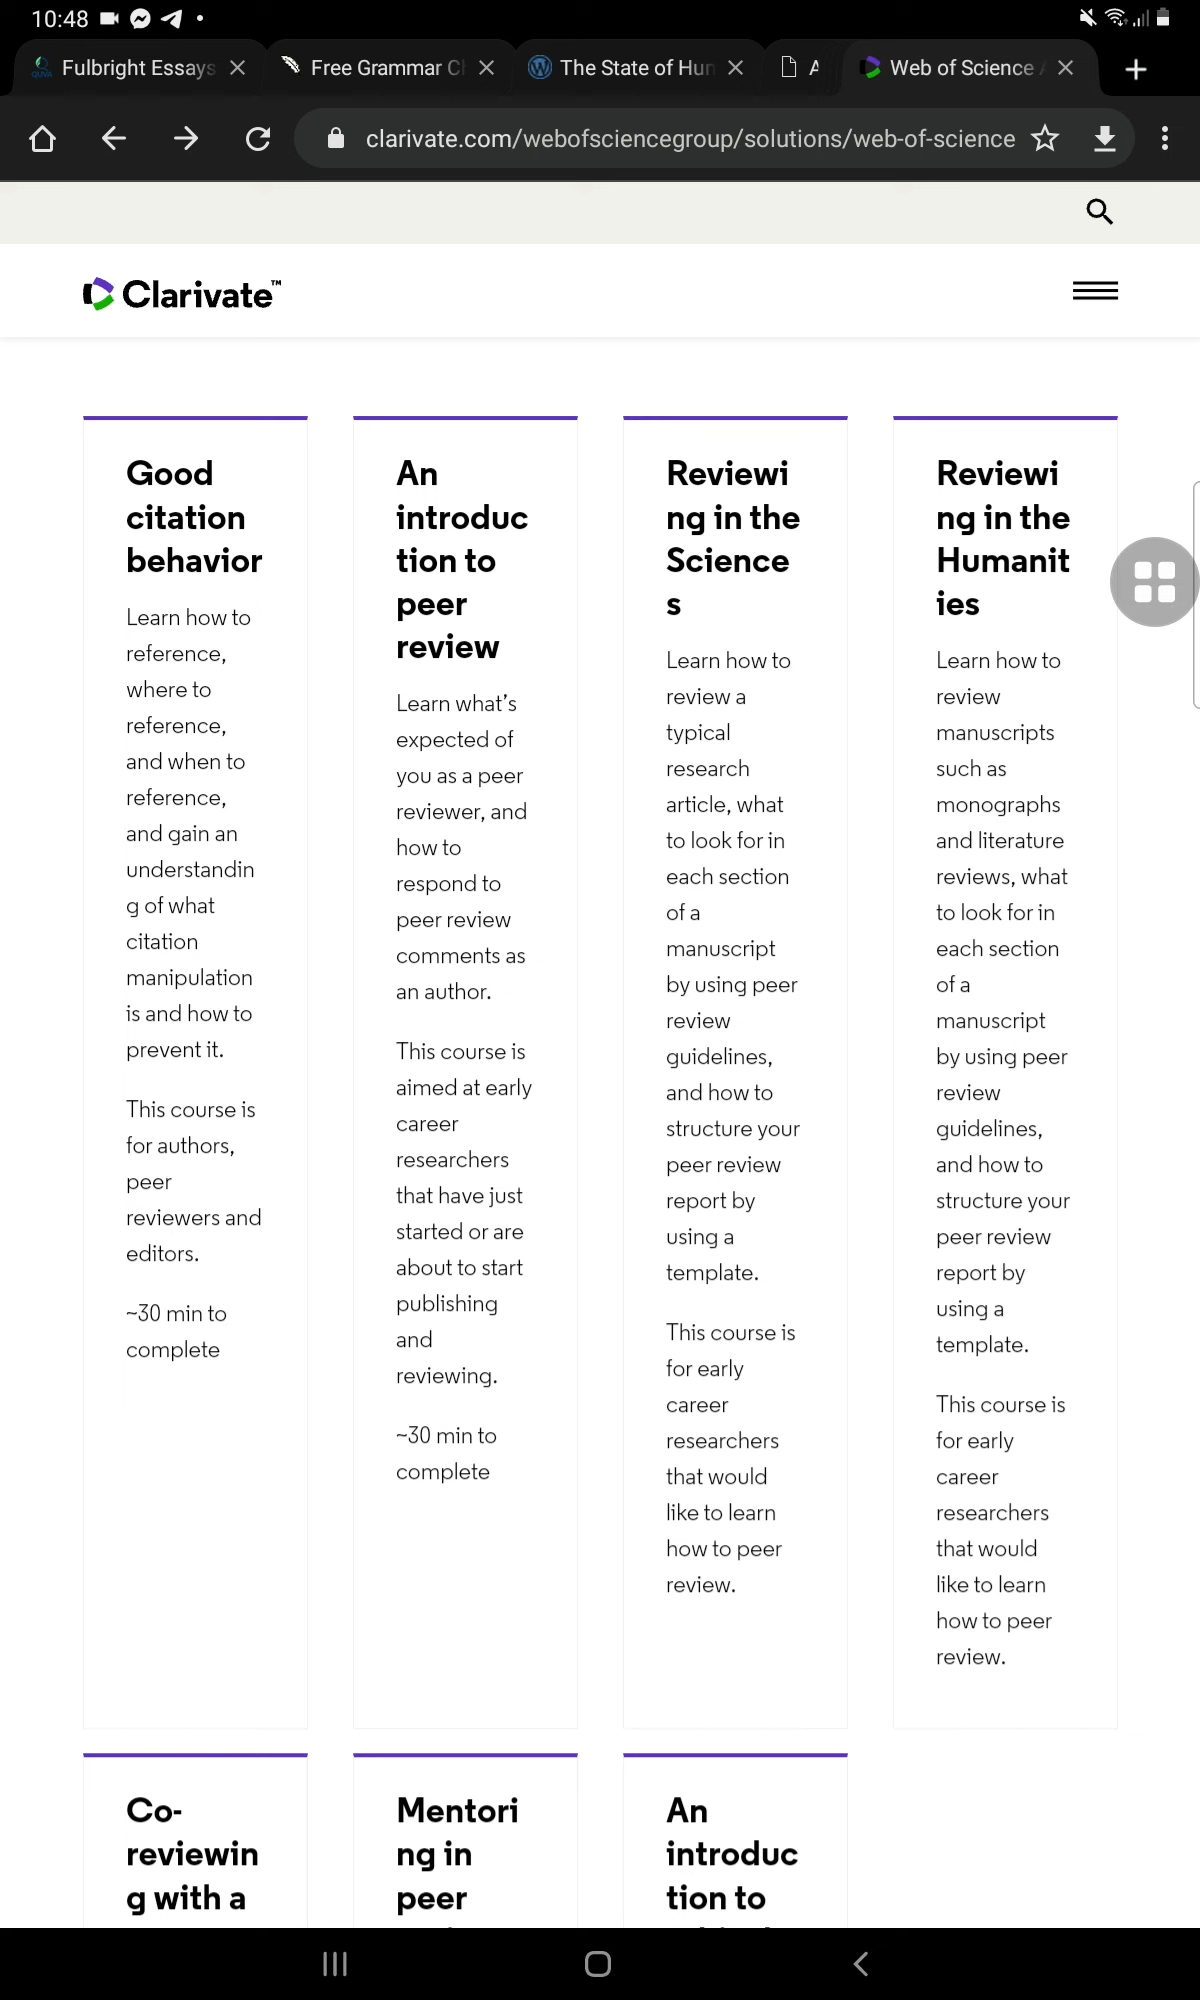 10:48
Fulbright Essays
Free Grammar C
The State of Hun
A
Web of Science
clarivate.com/webofsciencegroup/solutions/web-of-science
Clarivate™
Good
citation
behavior
Learn how to
reference,
where to
reference,
and when to
reference,
and gain an
understandin
g of what
citation
manipulation
is and how to
prevent it.
This course is
for authors,
peer
reviewers and
editors.
~30 min to
complete
An
introduc
tion to
peer
review
Learn what’s
expected of
you as a peer
reviewer, and
how to
respond to
peer review
comments as
an author.
This course is
aimed at early
career
researchers
that have just
started or are
about to start
publishing
and
reviewing.
~30 min to
complete
Reviewi
ng in the
Science
s
Learn how to
review a
typical
research
article, what
to look for in
each section
of a
manuscript
by using peer
review
guidelines,
and how to
structure your
peer review
report by
using a
template.
This course is
for early
career
researchers
that would
like to learn
how to peer
review.
Reviewi
ng in the
Humanit
ies
Learn how to
review
manuscripts
such as
monographs
and literature
reviews, what
to look for in
each section
of a
manuscript
by using peer
review
guidelines,
and how to
structure your
peer review
report by
using a
template.
This course is
for early
career
researchers
that would
like to learn
how to peer
review.
Co-
reviewin
g with a
Mentori
ng in
peer
An
introduc
tion to